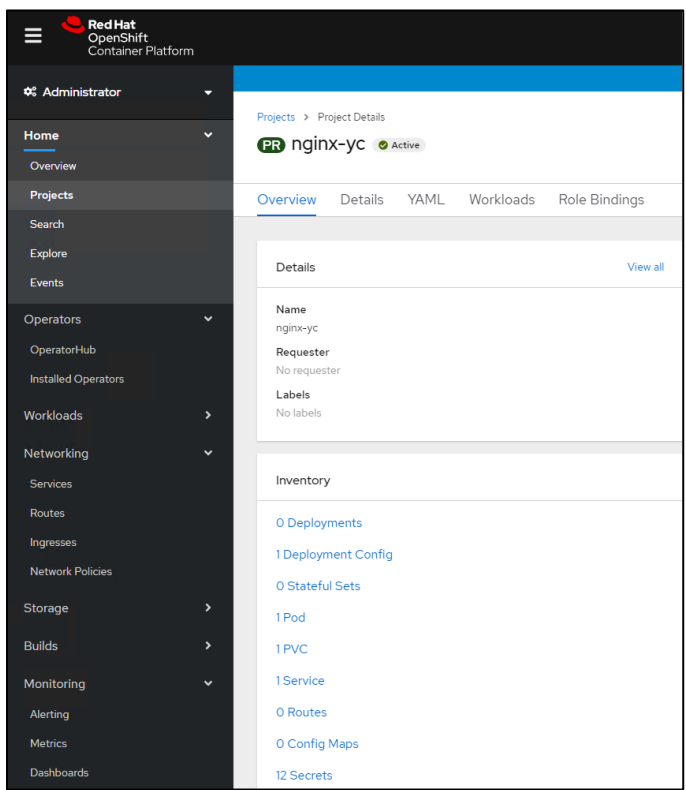 Red Hat
OpenShift
Container Platform
Administrator
Home
Overview
Projects
Search
Explore
Events
Operators
OperatorHub
Installed Operators
Workloads
Networking
Services
Routes
Ingresses
Network Policies
Storage
Builds
Monitoring
Alerting
Metrics
Dashboards
Projects > Project Details
PR nginx-yc Active
Overview Details YAML Workloads Role Bindings
Details View all
Name
nginx-yc
Requester
No requester
Labels
No labels
Inventory
0 Deployments
1 Deployment Config
0 Stateful Sets
1 Pod
1 PVC
1 Service
0 Routes
0 Config Maps
12 Secrets